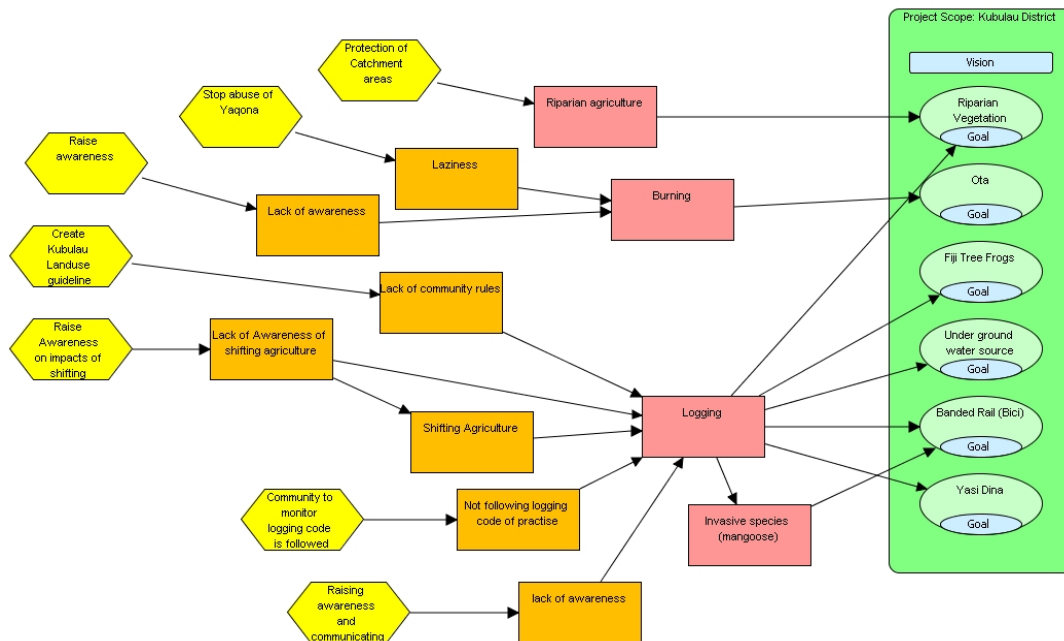 Project Scope: Kubulau District
Vision
Protection of
Catchment
areas
Riparian agriculture
Riparian
Vegetation
Goal
Stop abuse of
Yaqona
Raise
awareness
Laziness
Burning
Ota
Goal
Lack of awareness
Create
Kubulau
Landuse
guideline
Lack of community rules
Fiji Tree Frogs
Goal
Raise
Awareness
on impacts of
shifting
Lack of Awareness of
shifting agriculture
Under ground
water source
Goal
Shifting Agriculture
Logging
Banded Rail (Bici)
Goal
Community to
monitor
logging code
is followed
Not following logging
code of practise
Invasive species
(mangoose)
Yasi Dina
Goal
Raising
awareness
and
communicating
lack of awareness